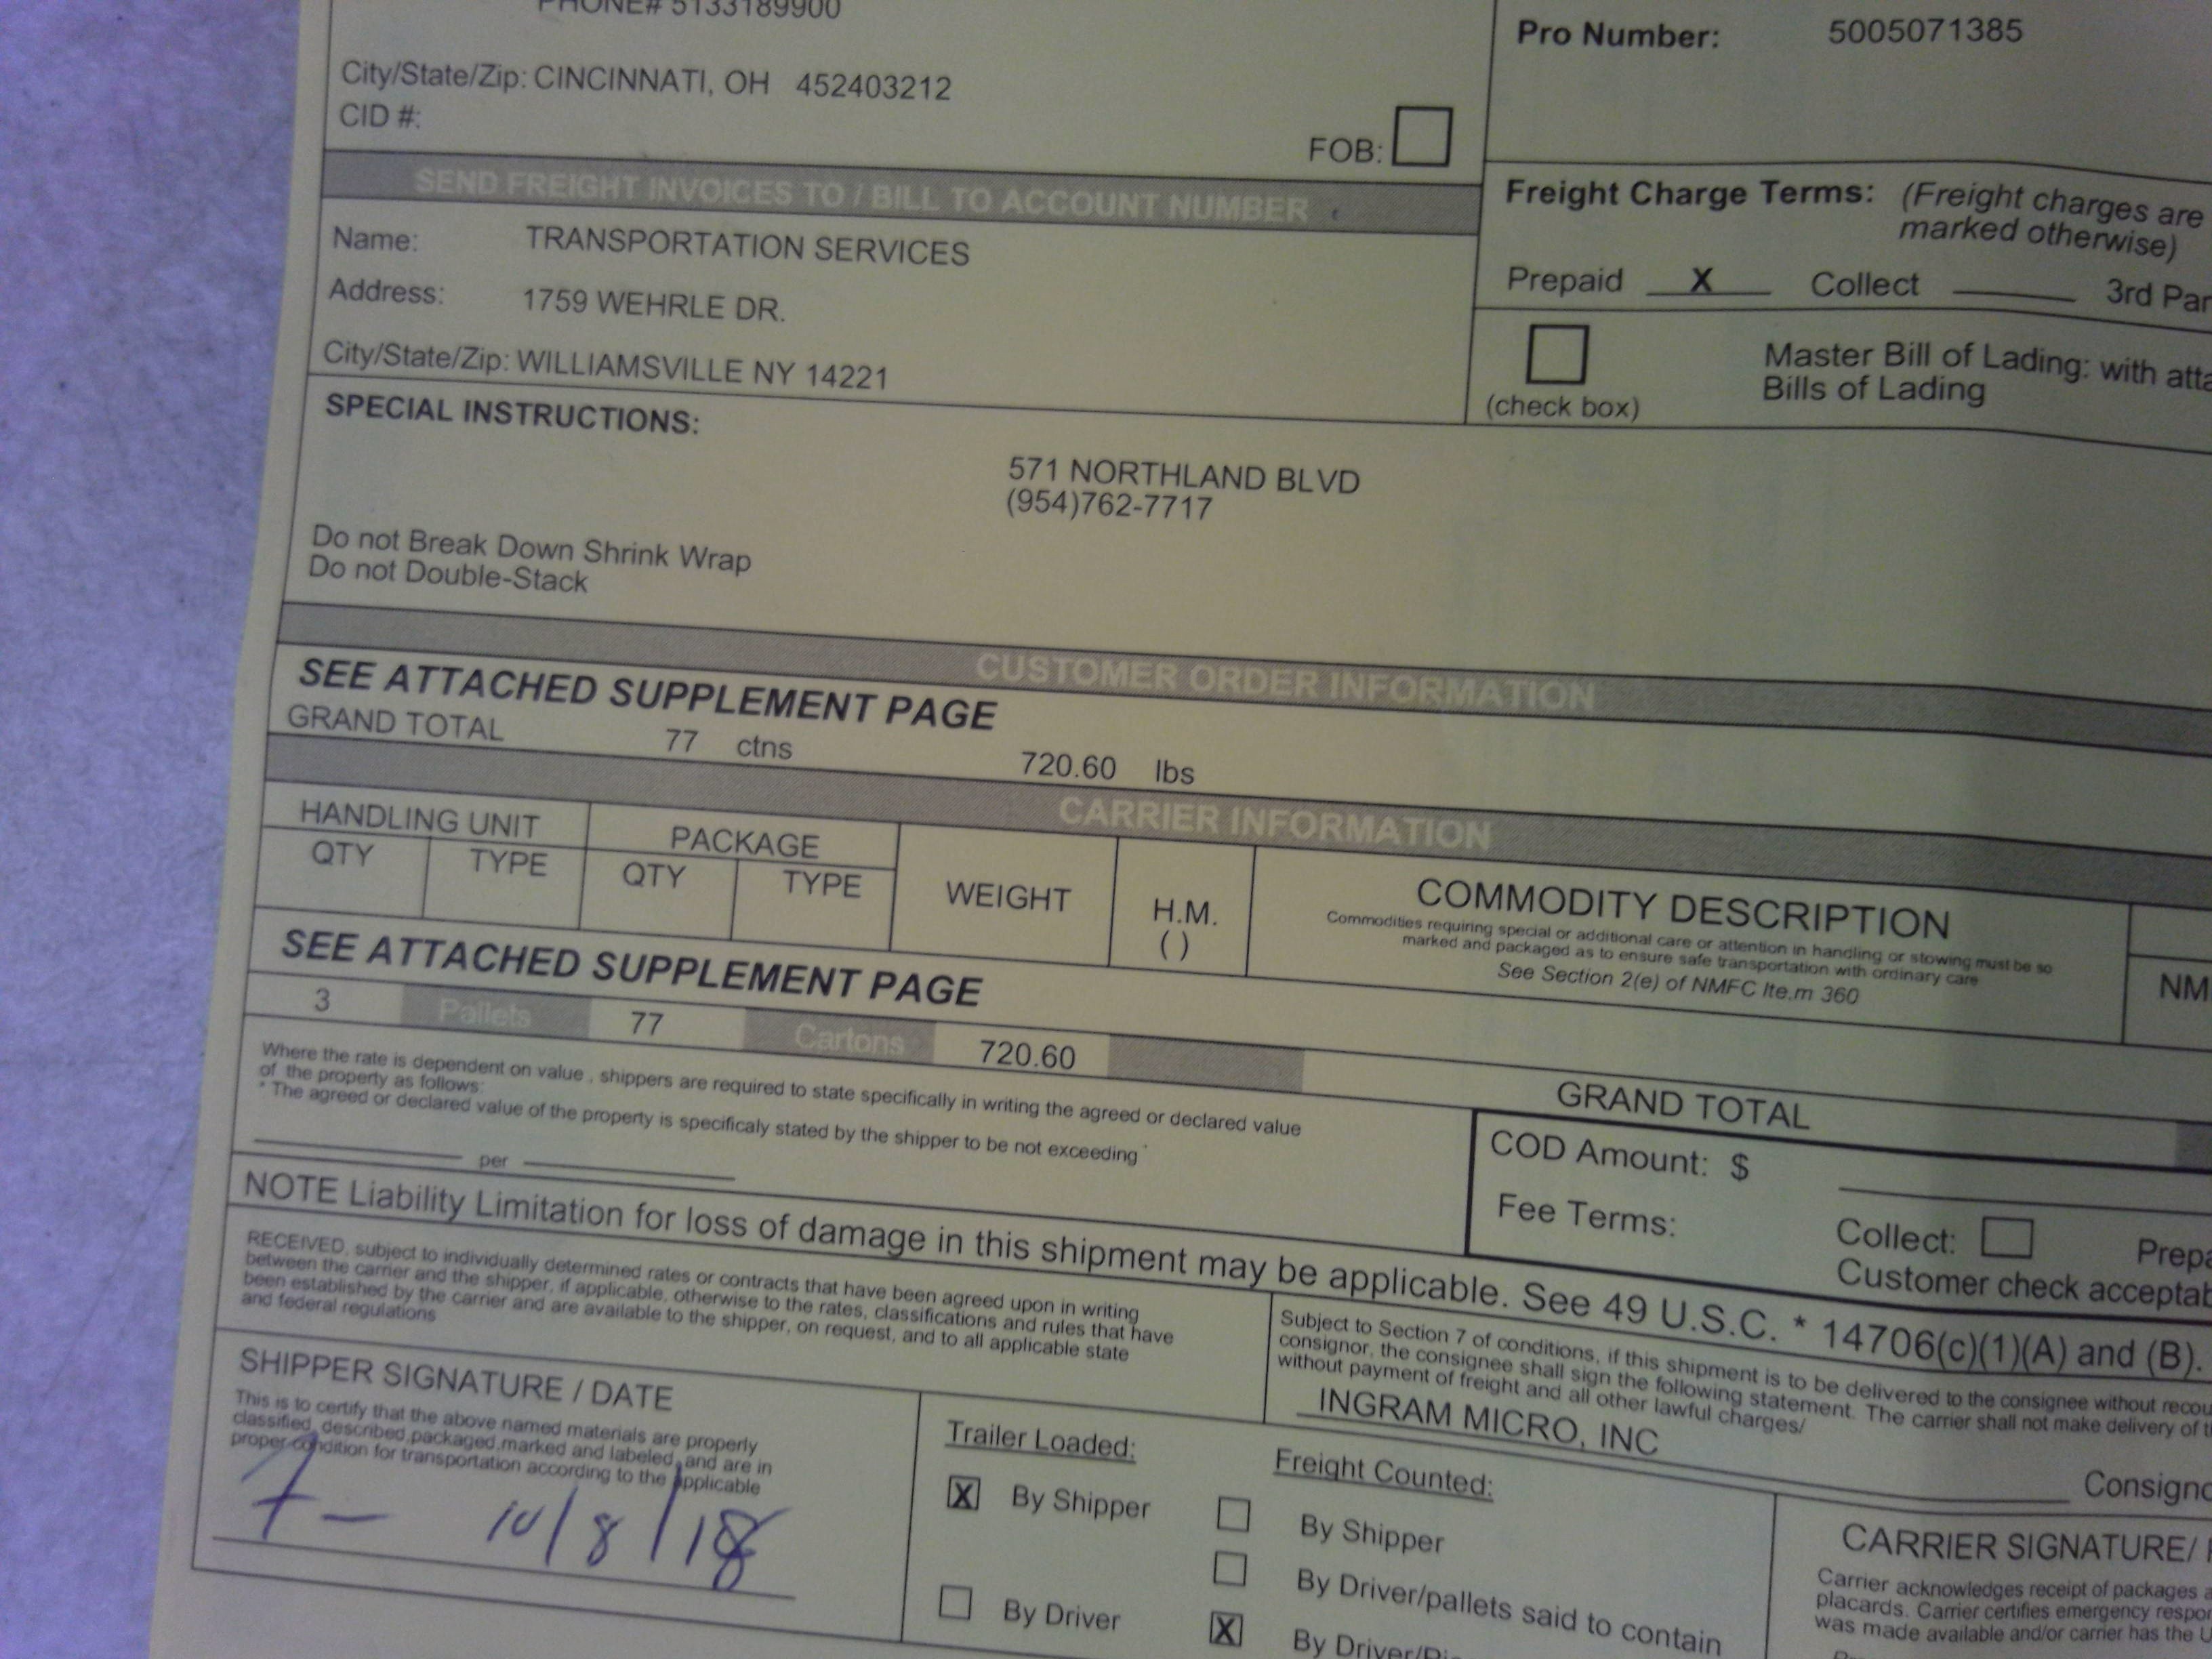 PHONE# 5133189900
City/State/Zip: CINCINNATI, OH 452403212
CID #:
FOB:
Pro Number: 5005071385
SEND FREIGHT INVOICES TO / BILL TO ACCOUNT NUMBER
Name: TRANSPORTATION SERVICES
Address: 1759 WEHRLE DR.
City/State/Zip: WILLIAMSVILLE NY 14221
Freight Charge Terms: (Freight charges are
marked otherwise)
Prepaid X Collect 3rd Par
(check box)
Master Bill of Lading: with atta
Bills of Lading
SPECIAL INSTRUCTIONS:
571 NORTHLAND BLVD
(954)762-7717
Do not Break Down Shrink Wrap
Do not Double-Stack
CUSTOMER ORDER INFORMATION
SEE ATTACHED SUPPLEMENT PAGE
GRAND TOTAL 77 ctns 720.60 lbs
CARRIER INFORMATION
HANDLING UNIT PACKAGE
QTY TYPE QTY TYPE WEIGHT H.M.
( )
COMMODITY DESCRIPTION
Commodities requiring special or additional care or attention in handling or stowing must be so
marked and packaged as to ensure safe transportation with ordinary care
See Section 2(e) of NMFC Ite.m 360
NM
SEE ATTACHED SUPPLEMENT PAGE
3 Pallets 77 Cartons 720.60
GRAND TOTAL
Where the rate is dependent on value , shippers are required to state specifically in writing the agreed or declared value
of the property as follows:
* The agreed or declared value of the property is specificaly stated by the shipper to be not exceeding
per
COD Amount: $
Fee Terms: Collect: Prepa
Customer check acceptab
NOTE Liability Limitation for loss of damage in this shipment may be applicable. See 49 U.S.C. * 14706(c)(1)(A) and (B).
RECEIVED, subject to individually determined rates or contracts that have been agreed upon in writing
between the carrier and the shipper, if applicable, otherwise to the rates, classifications and rules that have
been established by the carrier and are available to the shipper, on request, and to all applicable state
and federal regulations
Subject to Section 7 of conditions, if this shipment is to be delivered to the consignee without recou
consignor, the consignee shall sign the following statement. The carrier shall not make delivery of t
without payment of freight and all other lawful charges/
INGRAM MICRO, INC
Consigno
SHIPPER SIGNATURE / DATE
This is to certify that the above named materials are properly
classified, described,packaged,marked and labeled, and are in
proper condition for transportation according to the applicable
10/8/18
Trailer Loaded:
X By Shipper
By Driver
Freight Counted:
By Shipper
By Driver/pallets said to contain
X By Driver/Pi
CARRIER SIGNATURE/
Carrier acknowledges receipt of packages a
placards. Carrier certifies emergency respon
was made available and/or carrier has the U